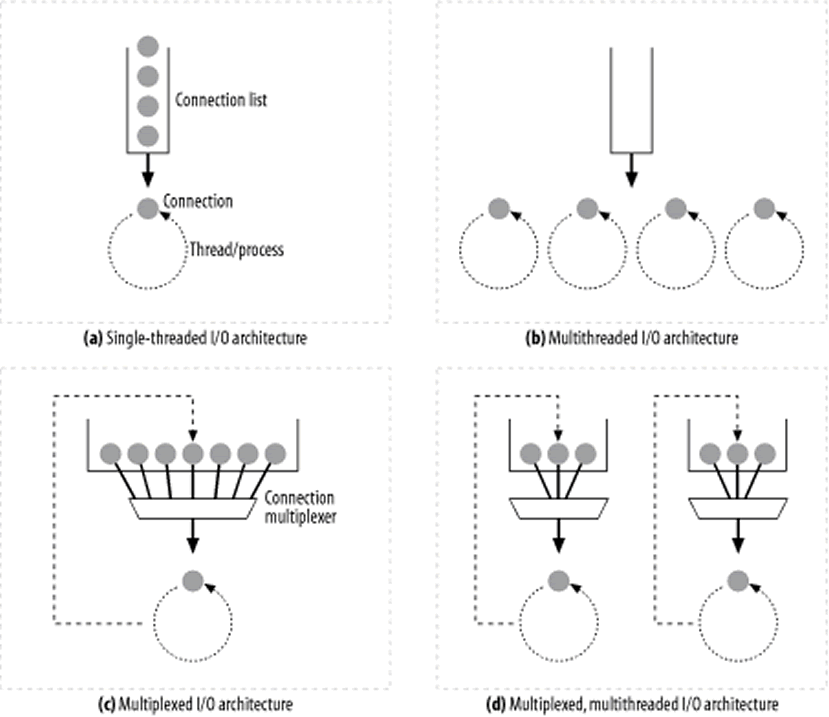 Connection list
Connection
Thread/process
(a) Single-threaded I/O architecture
(b) Multithreaded I/O architecture
Connection
multiplexer
(c) Multiplexed I/O architecture
(d) Multiplexed, multithreaded I/O architecture